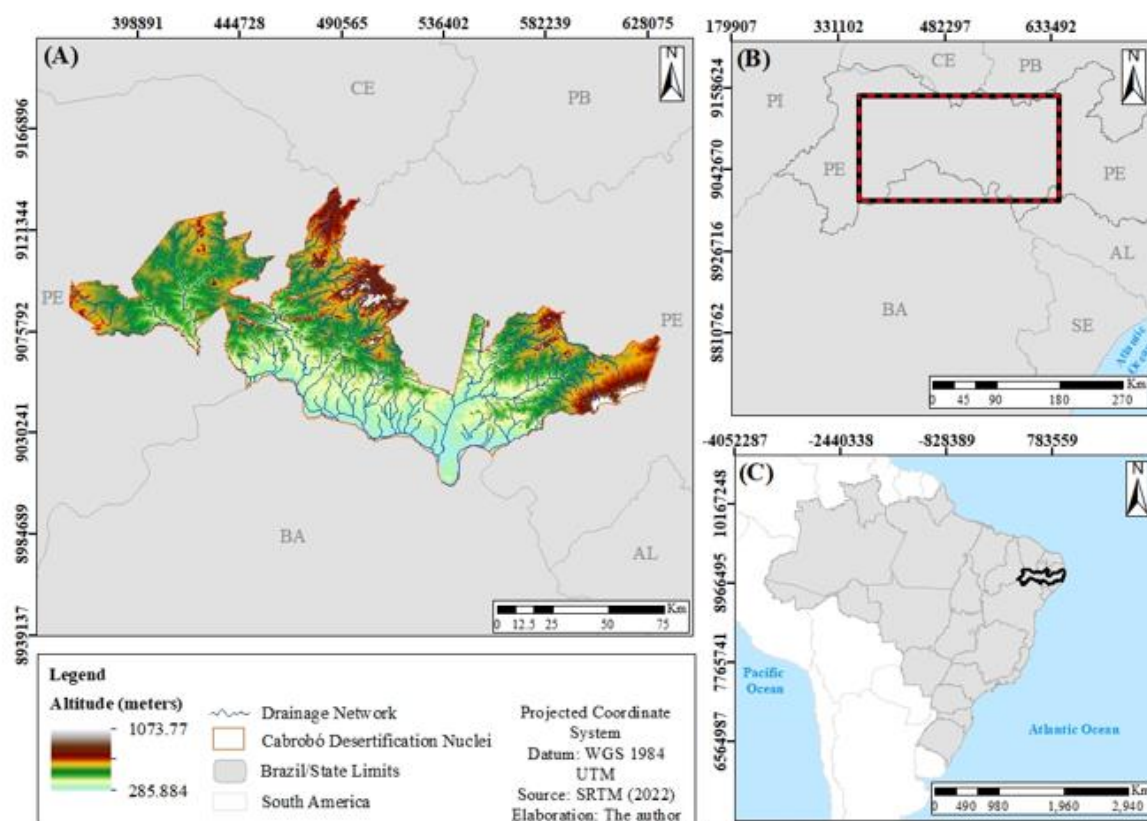 398891 444728 490565 536402 582239 628075
(A)
N
CE
PB
PE
PE
BA
AL
9166896
9121344
9075792
9030241
8984689
8939137
Km
0 12.5 25 50 75
179907 331102 482297 633492
(B)
N
CE
PB
PI
PE
PE
AL
BA
SE
Atlantic
9158624
9042670
8926716
8810762
Km
0 45 90 180 270
-4052287 -2440338 -828389 783559
(C)
N
10167248
8966495
7765741
6564987
Pacific
Ocean
Atlantic Ocean
Km
0 490 980 1,960 2,940
Legend
Altitude (meters)
1073.77
285.884
Drainage Network
Cabrobó Desertification Nuclei
Brazil/State Limits
South America
Projected Coordinate
System
Datum: WGS 1984
UTM
Source: SRTM (2022)
Elaboration: The author